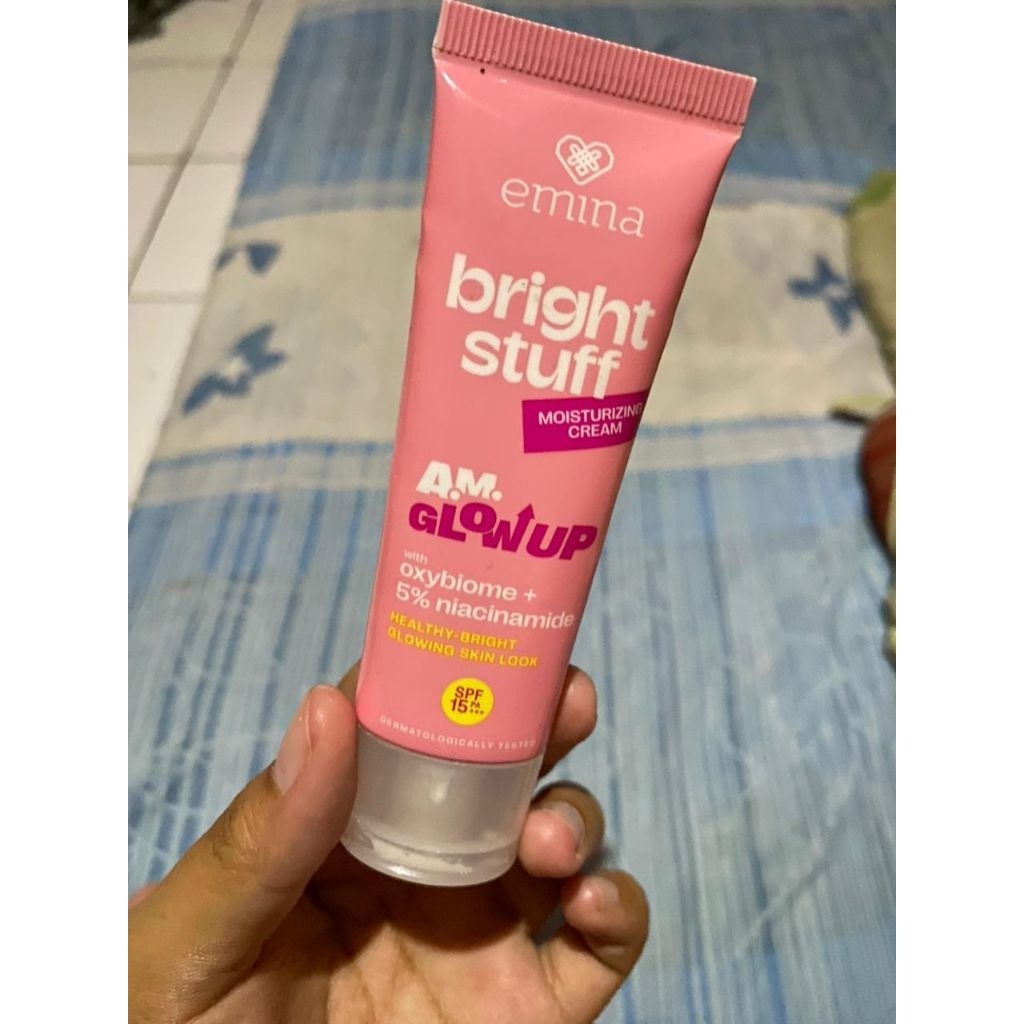 emina
bright
stuff
MOISTURIZING
CREAM
A.M.
GLOW UP
with
oxybiome +
5% niacinamide
HEALTHY-BRIGHT
GLOWING SKIN LOOK
SPF
15 PA
+++
DERMATOLOGICALLY TESTED